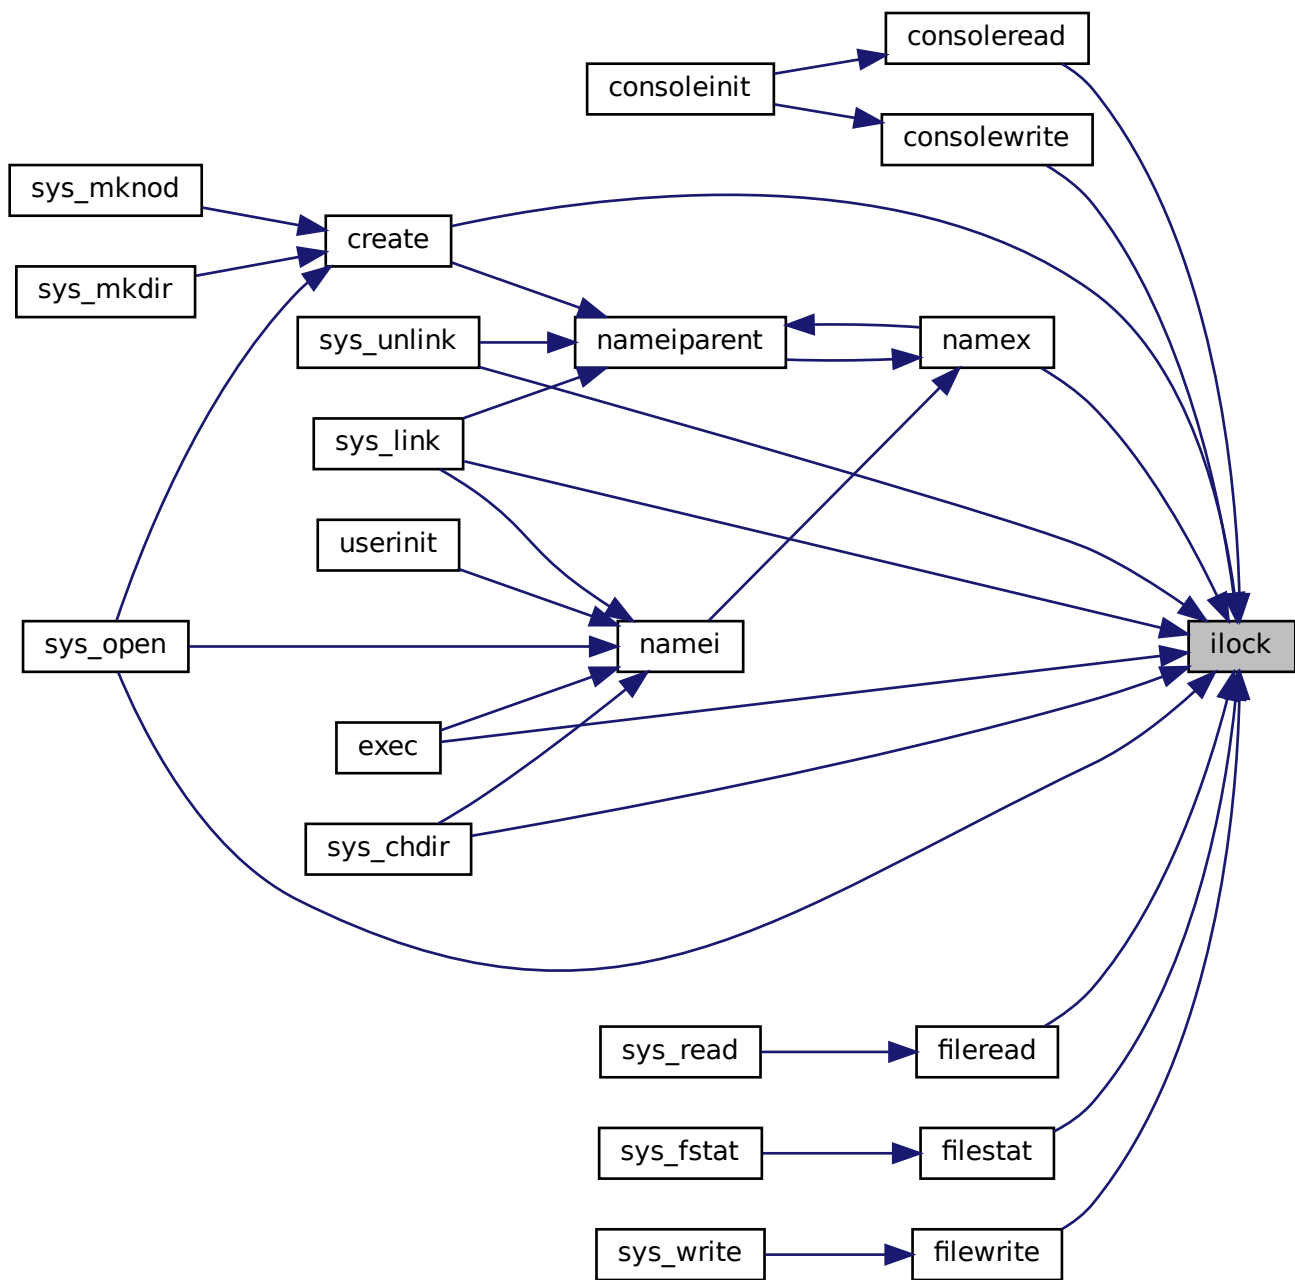 consoleread
consoleinit
consolewrite
sys_mknod
create
sys_mkdir
sys_unlink
nameiparent
namex
sys_link
userinit
sys_open
namei
ilock
exec
sys_chdir
sys_read
fileread
sys_fstat
filestat
sys_write
filewrite